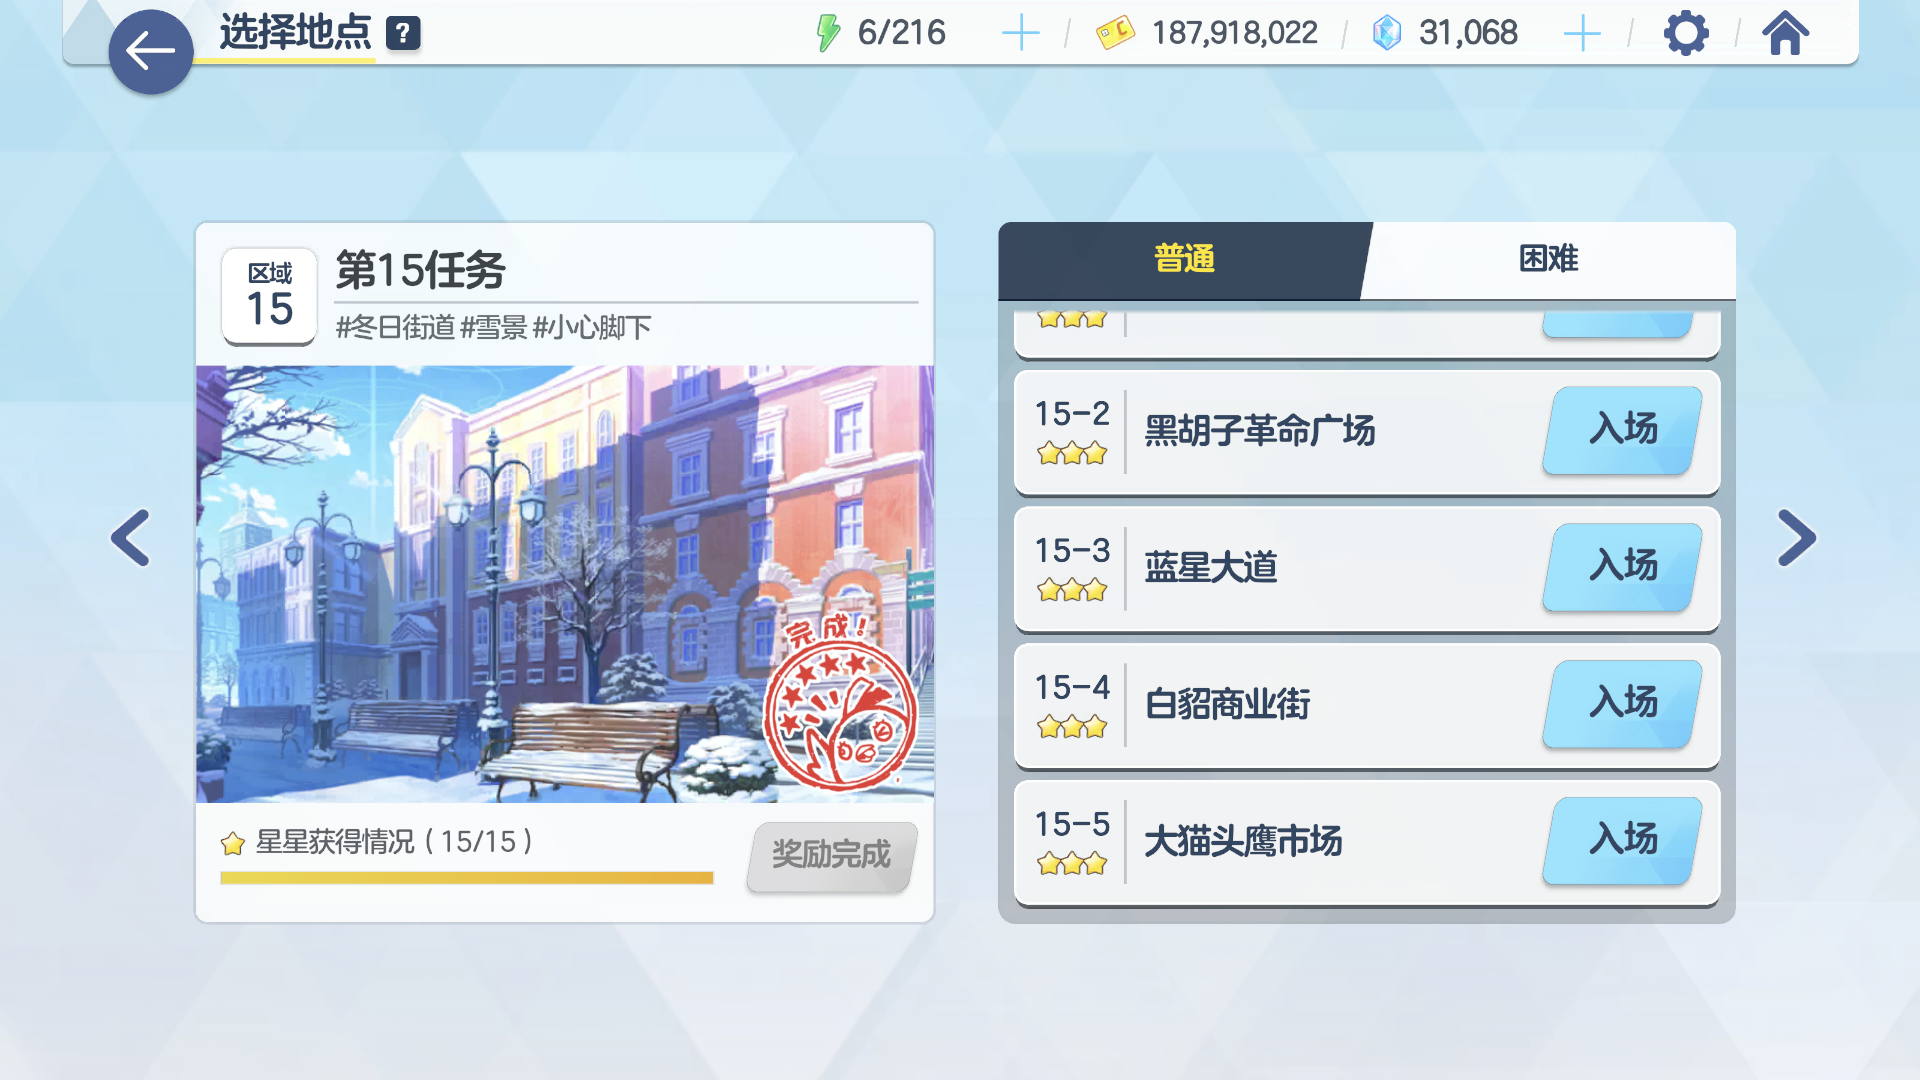 选择地点 ?
6/216
187,918,022
31,068
区域
15
第15任务
#冬日街道 #雪景 #小心脚下
完成!
星星获得情况 ( 15/15 )
奖励完成
普通
困难
15-2
黑胡子革命广场
入场
15-3
蓝星大道
入场
15-4
白貂商业街
入场
15-5
大猫头鹰市场
入场